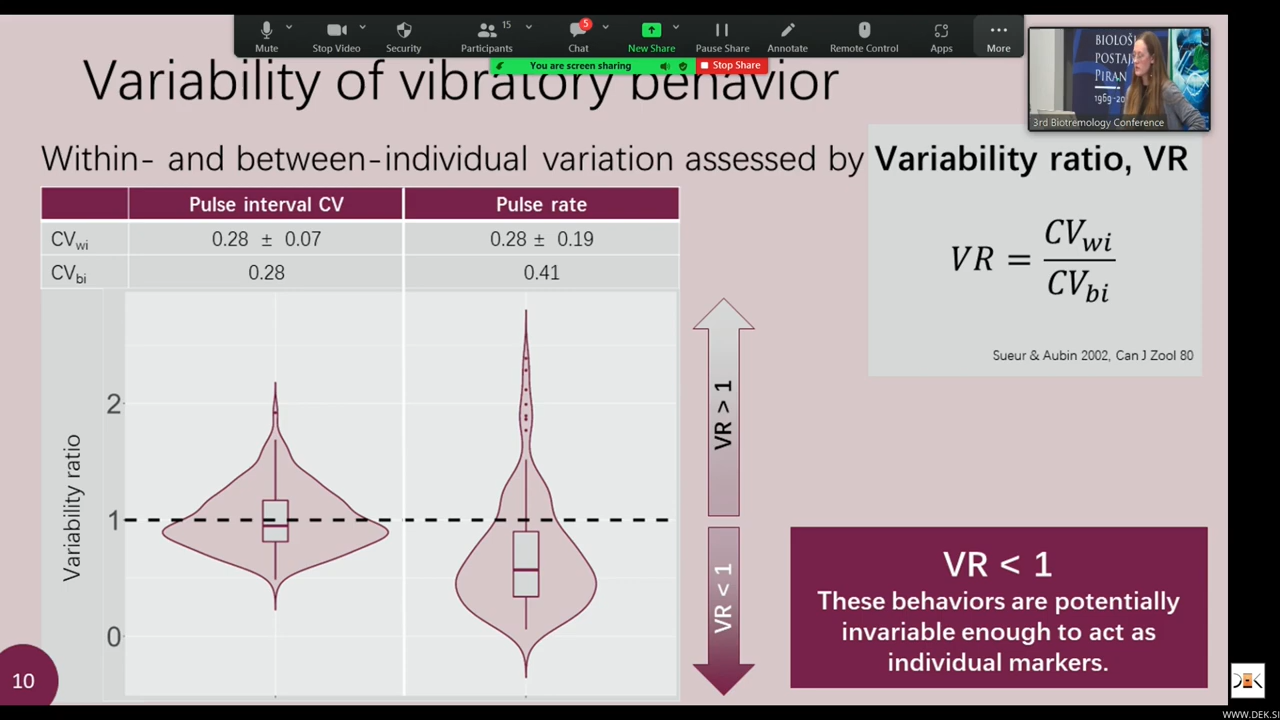 Mute
Stop Video
Security
Participants
15
Chat
5
New Share
Pause Share
Annotate
Remote Control
Apps
More
You are screen sharing
Stop Share
BIOLOŠ
POSTAJ
PIRAN
3rd Biotremology Conference
Variability of vibratory behavior
Within- and between-individual variation assessed by Variability ratio, VR
Pulse interval CV Pulse rate
CVwi 0.28 ± 0.07 0.28 ± 0.19
CVbi 0.28 0.41
VR = CVwi / CVbi
Sueur & Aubin 2002, Can J Zool 80
Variability ratio
2
1
0
VR > 1
VR < 1
VR < 1
These behaviors are potentially
invariable enough to act as
individual markers.
10
WWW.DEK.SI